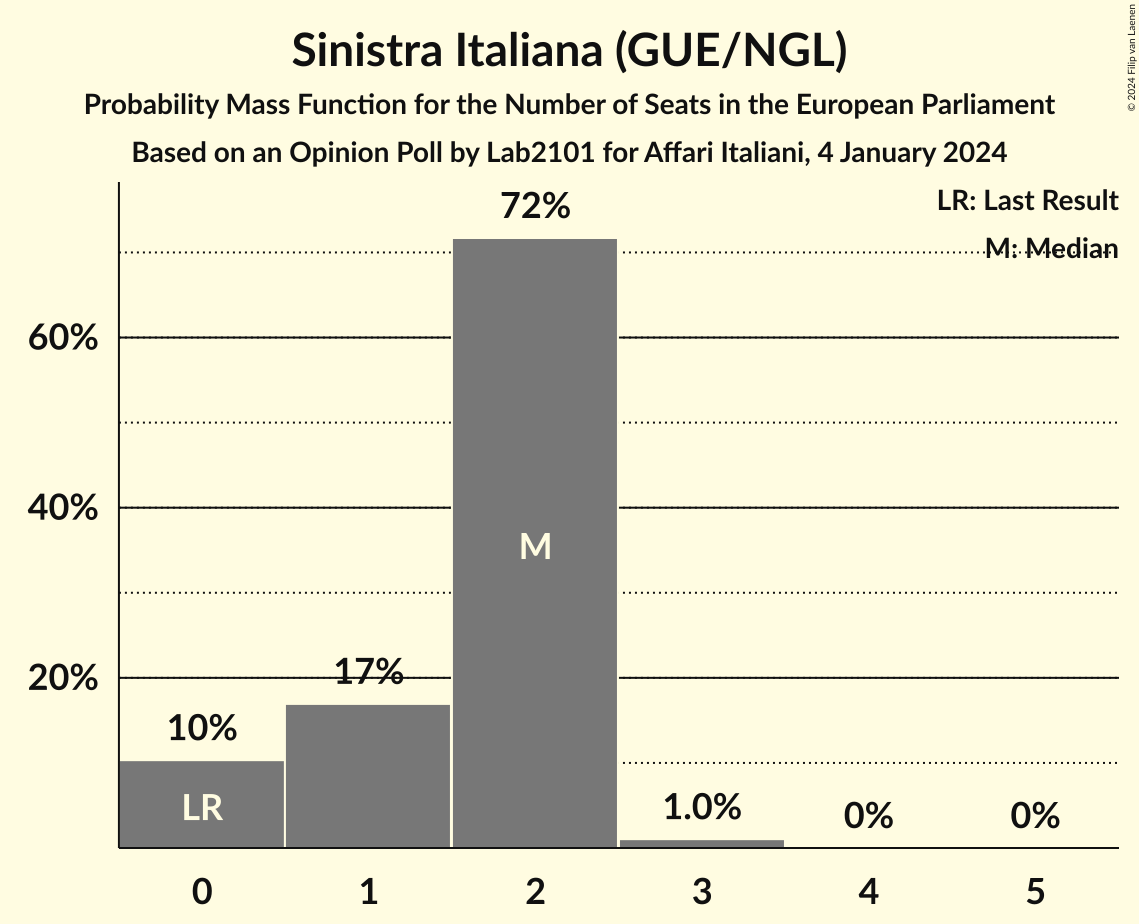 Sinistra Italiana (GUE/NGL)
Probability Mass Function for the Number of Seats in the European Parliament
Based on an Opinion Poll by Lab2101 for Affari Italiani, 4 January 2024
© 2024 Filip van Laenen
LR: Last Result
M: Median
72%
60%
40%
M
20%
17%
10%
LR
1.0%
0%
0%
0 1 2 3 4 5